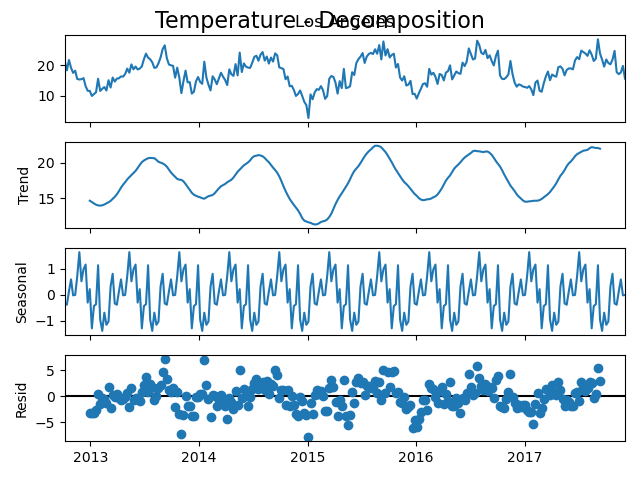 Temperature - Decomposition
Los Angeles
20
10
Trend
20
15
Seasonal
1
0
−1
Resid
5
0
−5
2013 2014 2015 2016 2017